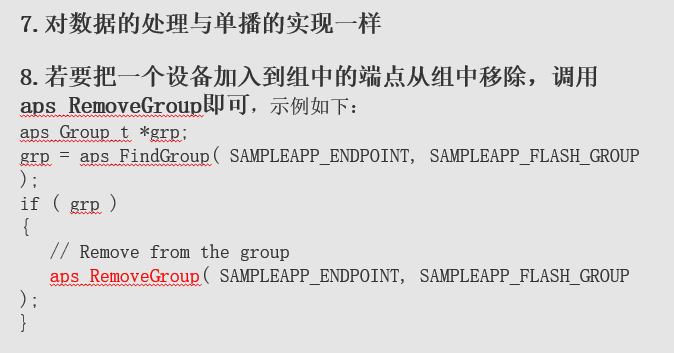 7.对数据的处理与单播的实现一样
8.若要把一个设备加入到组中的端点从组中移除，调用
aps_RemoveGroup即可，示例如下：
aps_Group_t *grp;
grp = aps_FindGroup( SAMPLEAPP_ENDPOINT, SAMPLEAPP_FLASH_GROUP
);
if ( grp )
{
// Remove from the group
aps_RemoveGroup( SAMPLEAPP_ENDPOINT, SAMPLEAPP_FLASH_GROUP
);
}